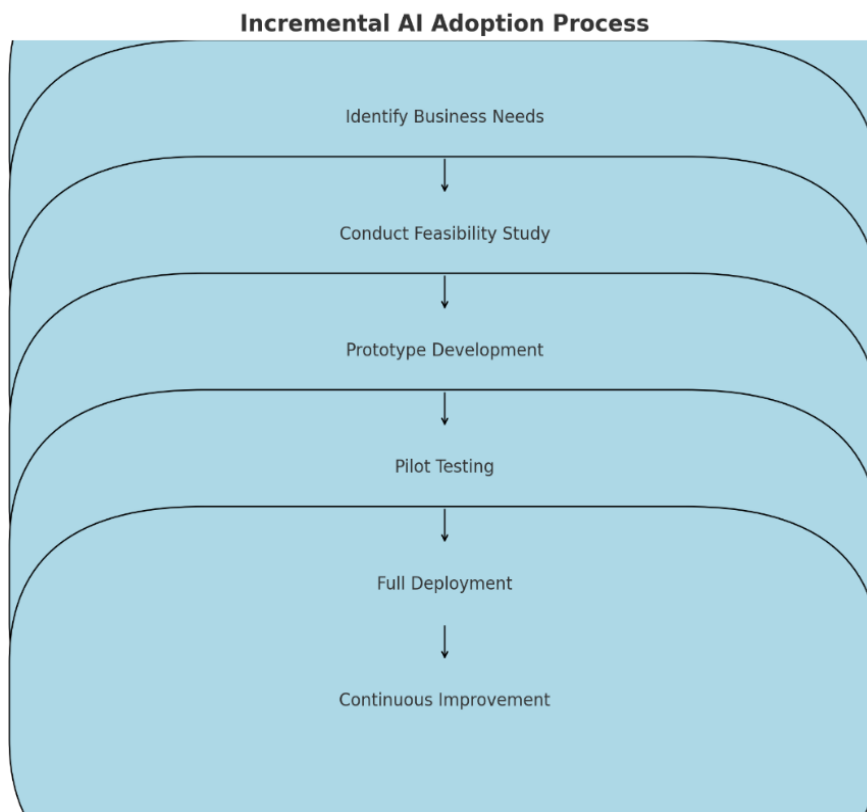 Incremental AI Adoption Process
Identify Business Needs
Conduct Feasibility Study
Prototype Development
Pilot Testing
Full Deployment
Continuous Improvement